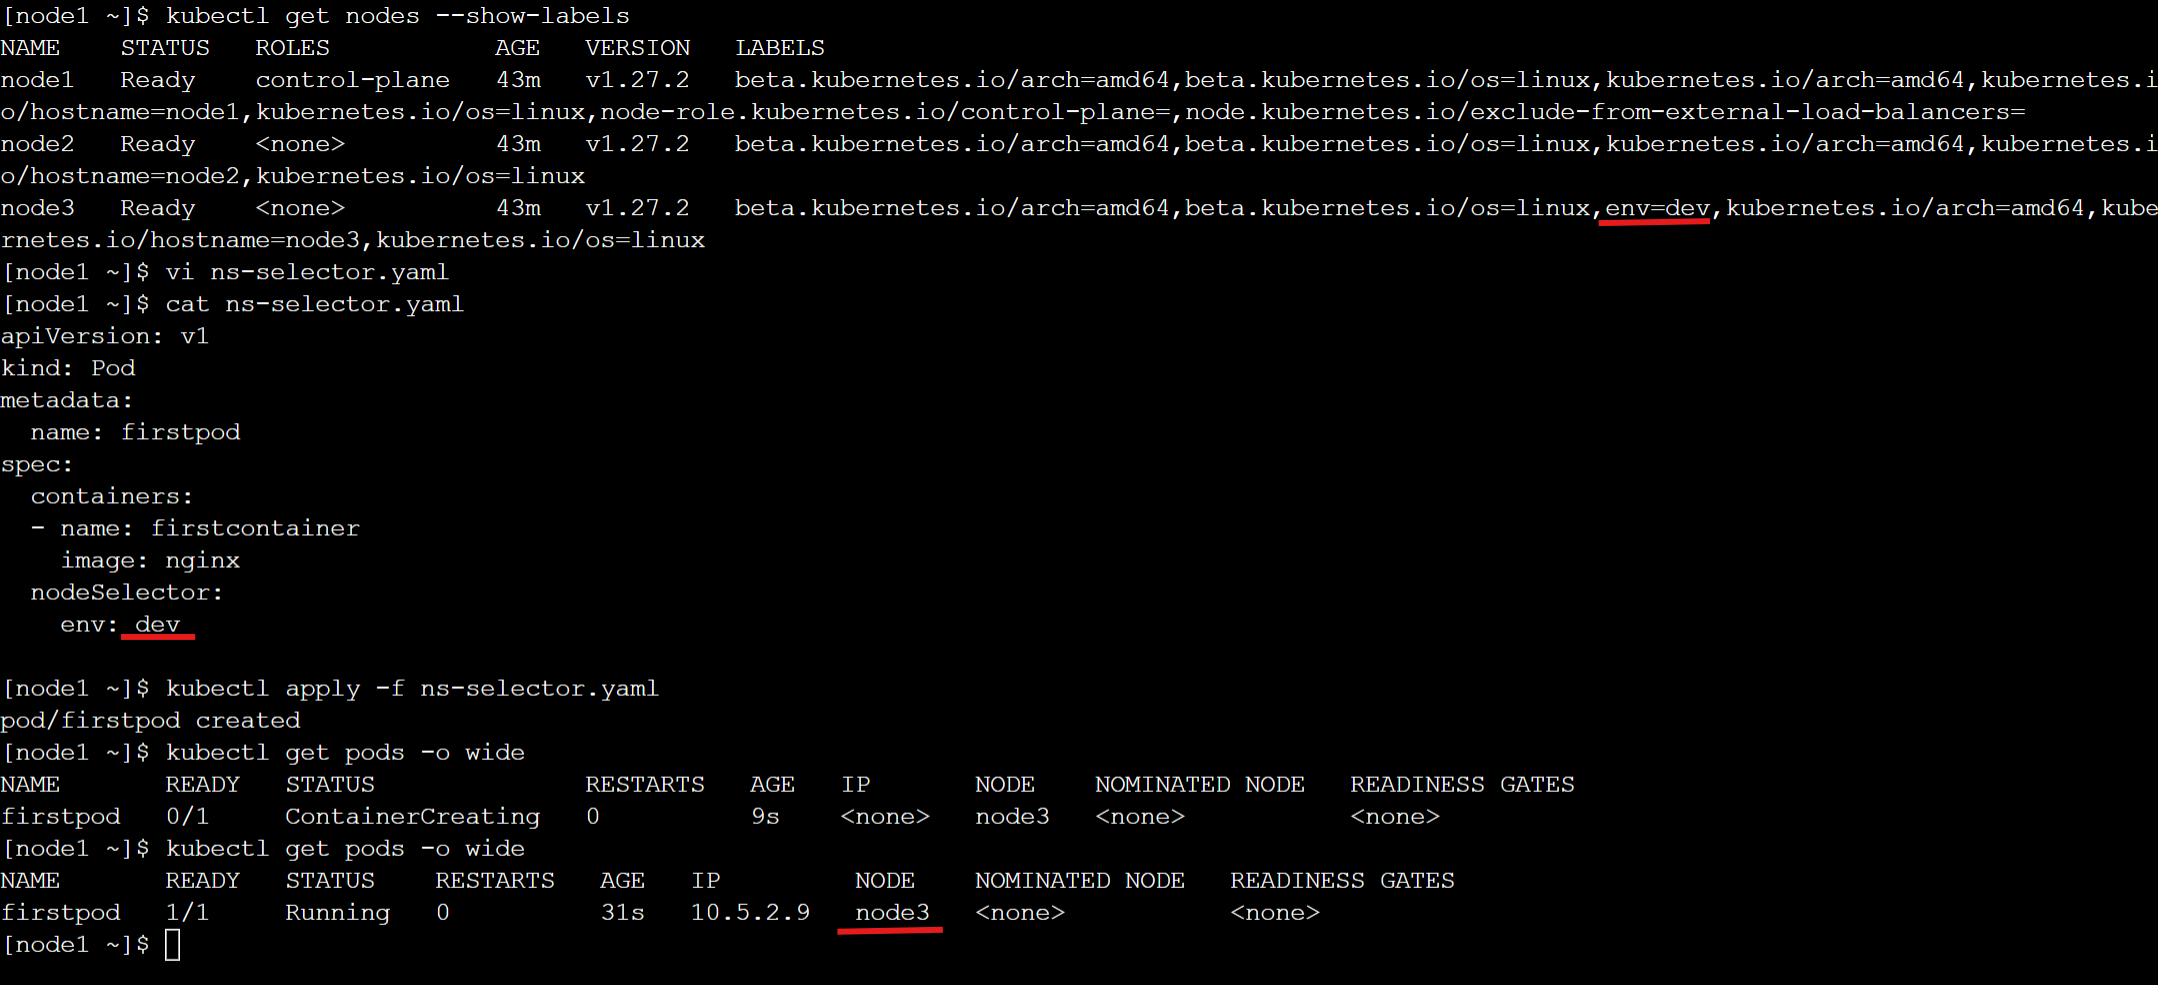 [node1 ~]$ kubectl get nodes --show-labels
NAME    STATUS   ROLES           AGE   VERSION   LABELS
node1   Ready    control-plane   43m   v1.27.2   beta.kubernetes.io/arch=amd64,beta.kubernetes.io/os=linux,kubernetes.io/arch=amd64,kubernetes.i
o/hostname=node1,kubernetes.io/os=linux,node-role.kubernetes.io/control-plane=,node.kubernetes.io/exclude-from-external-load-balancers=
node2   Ready    <none>          43m   v1.27.2   beta.kubernetes.io/arch=amd64,beta.kubernetes.io/os=linux,kubernetes.io/arch=amd64,kubernetes.i
o/hostname=node2,kubernetes.io/os=linux
node3   Ready    <none>          43m   v1.27.2   beta.kubernetes.io/arch=amd64,beta.kubernetes.io/os=linux,env=dev,kubernetes.io/arch=amd64,kube
rnetes.io/hostname=node3,kubernetes.io/os=linux
[node1 ~]$ vi ns-selector.yaml
[node1 ~]$ cat ns-selector.yaml
apiVersion: v1
kind: Pod
metadata:
  name: firstpod
spec:
  containers:
  - name: firstcontainer
    image: nginx
  nodeSelector:
    env: dev
[node1 ~]$ kubectl apply -f ns-selector.yaml
pod/firstpod created
[node1 ~]$ kubectl get pods -o wide
NAME       READY   STATUS              RESTARTS   AGE   IP       NODE    NOMINATED NODE   READINESS GATES
firstpod   0/1     ContainerCreating   0          9s    <none>   node3   <none>           <none>
[node1 ~]$ kubectl get pods -o wide
NAME       READY   STATUS    RESTARTS   AGE   IP         NODE    NOMINATED NODE   READINESS GATES
firstpod   1/1     Running   0          31s   10.5.2.9   node3   <none>           <none>
[node1 ~]$